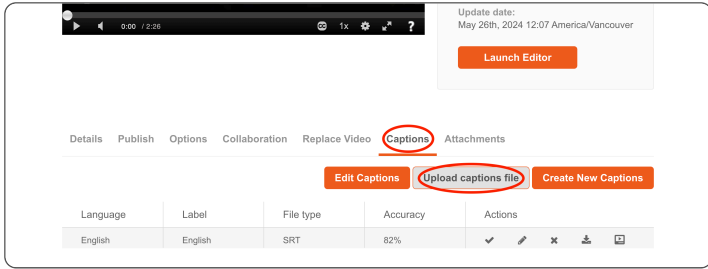 Update date:
May 26th, 2024 12:07 America/Vancouver
0:00 / 2:26
CC 1x ?
Launch Editor
Details Publish Options Collaboration Replace Video Captions Attachments
Edit Captions Upload captions file Create New Captions
Language Label File type Accuracy Actions
English English SRT 82%